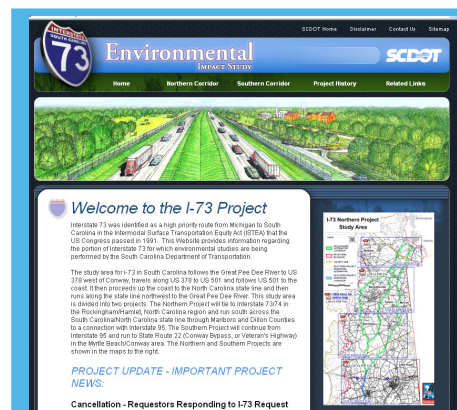 SCDOT Home Disclaimer Contact Us Sitemap
INTERSTATE
SOUTH CAROLINA
73
Environmental
IMPACT STUDY
SCDOT
Home Northern Corridor Southern Corridor Project History Related Links
Welcome to the I-73 Project
Interstate 73 was identified as a high priority route from Michigan to South
Carolina in the Intermodal Surface Transportation Equity Act (ISTEA) that the
US Congress passed in 1991. This Website provides information regarding
the portion of Interstate 73 for which environmental studies are being
performed by the South Carolina Department of Transportation.
The study area for I-73 in South Carolina follows the Great Pee Dee River to US
378 west of Conway, travels along US 378 to US 501 and follows US 501 to the
coast. It then proceeds up the coast to the North Carolina state line and then
runs along the state line northwest to the Great Pee Dee River. This study area
is divided into two projects. The Northern Project will tie to Interstate 73/74 in
the Rockingham/Hamlet, North Carolina region and run south across the
South Carolina/North Carolina state line through Marlboro and Dillon Counties
to a connection with Interstate 95. The Southern Project will continue from
Interstate 95 and run to State Route 22 (Conway Bypass, or Veteran's Highway)
in the Myrtle Beach/Conway area. The Northern and Southern Projects are
shown in the maps to the right.
PROJECT UPDATE - IMPORTANT PROJECT
NEWS:
Cancellation - Requestors Responding to I-73 Request
I-73 Northern Project
Study Area